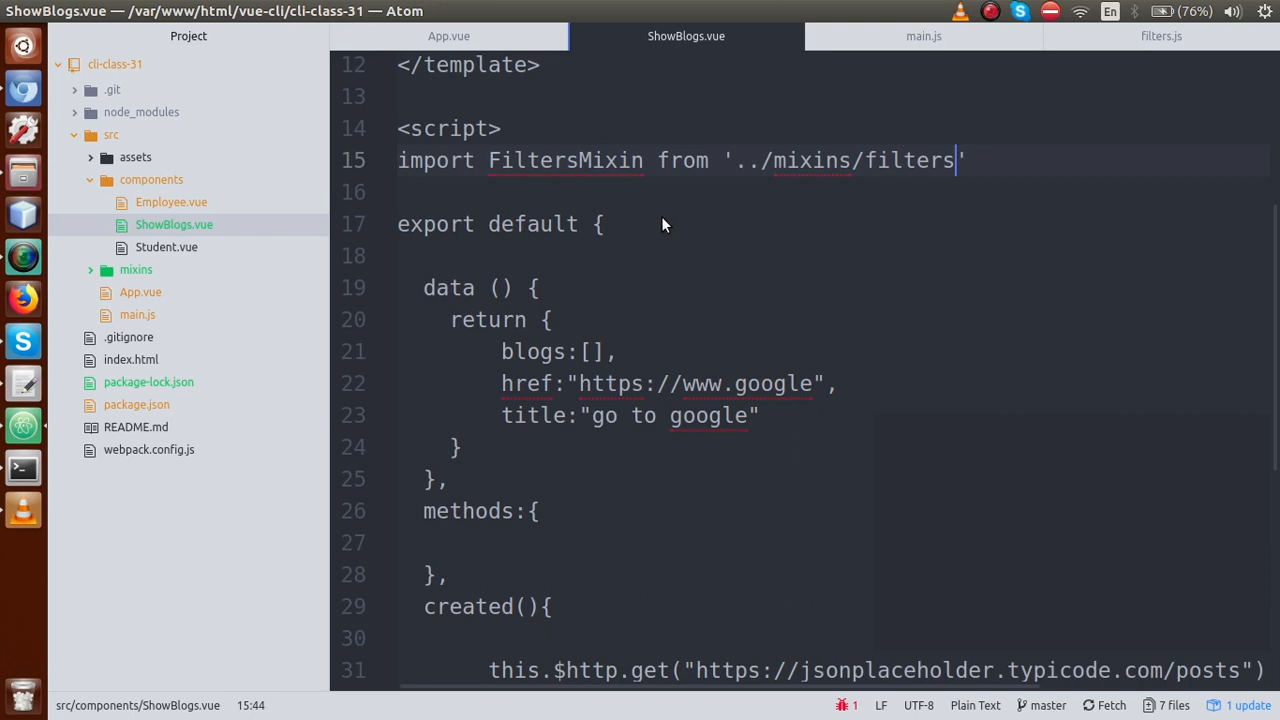 ShowBlogs.vue — /var/www/html/vue-cli/cli-class-31 — Atom
En
(76%)
Project
App.vue
ShowBlogs.vue
main.js
filters.js
cli-class-31
.git
node_modules
src
assets
components
Employee.vue
ShowBlogs.vue
Student.vue
mixins
App.vue
main.js
.gitignore
index.html
package-lock.json
package.json
README.md
webpack.config.js
12 </template>
13
14 <script>
15 import FiltersMixin from '../mixins/filters'
16
17 export default {
18
19 data () {
20 return {
21 blogs:[],
22 href:"https://www.google",
23 title:"go to google"
24 }
25 },
26 methods:{
27
28 },
29 created(){
30
31 this.$http.get("https://jsonplaceholder.typicode.com/posts")
src/components/ShowBlogs.vue 15:44
1 LF UTF-8 Plain Text master Fetch 7 files 1 update